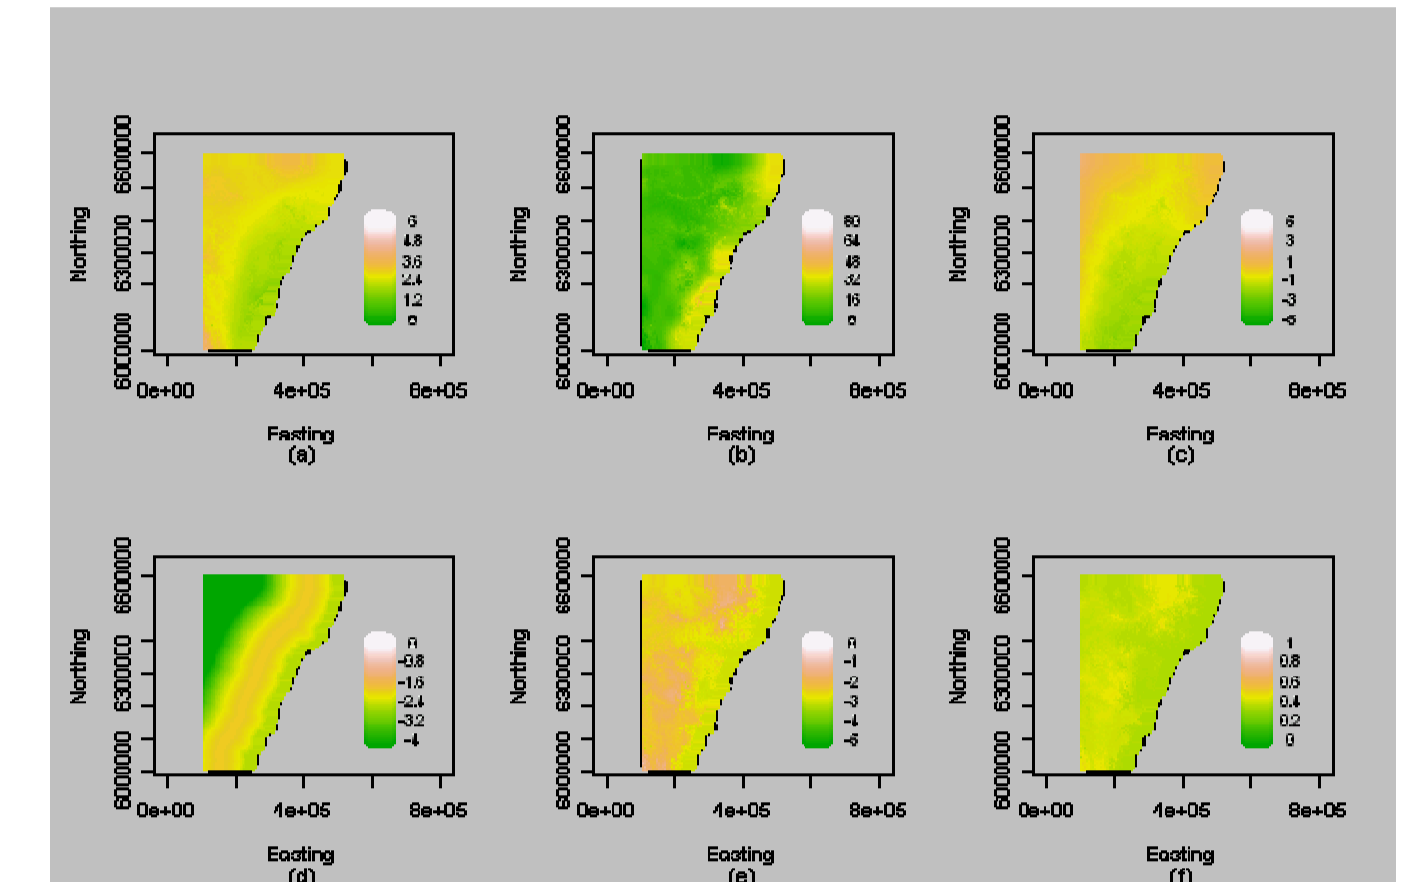 6600000
6300000
6000000
Northing
6
4.8
3.6
2.4
1.2
0
0e+00 4e+05 8e+05
Easting
(a)
6600000
6300000
6000000
Northing
80
64
48
32
16
0
0e+00 4e+05 8e+05
Easting
(b)
6600000
6300000
6000000
Northing
3
1
-1
-3
0e+00 4e+05 8e+05
Easting
(c)
6600000
6300000
6000000
Northing
0
-0.8
-1.6
-2.4
-3.2
-4
0e+00 4e+05 8e+05
Easting
(d)
6600000
6300000
6000000
Northing
0
-1
-2
-3
-4
-5
0e+00 4e+05 8e+05
Easting
(e)
6600000
6300000
6000000
Northing
1
0.8
0.6
0.4
0.2
0
0e+00 4e+05 8e+05
Easting
(f)